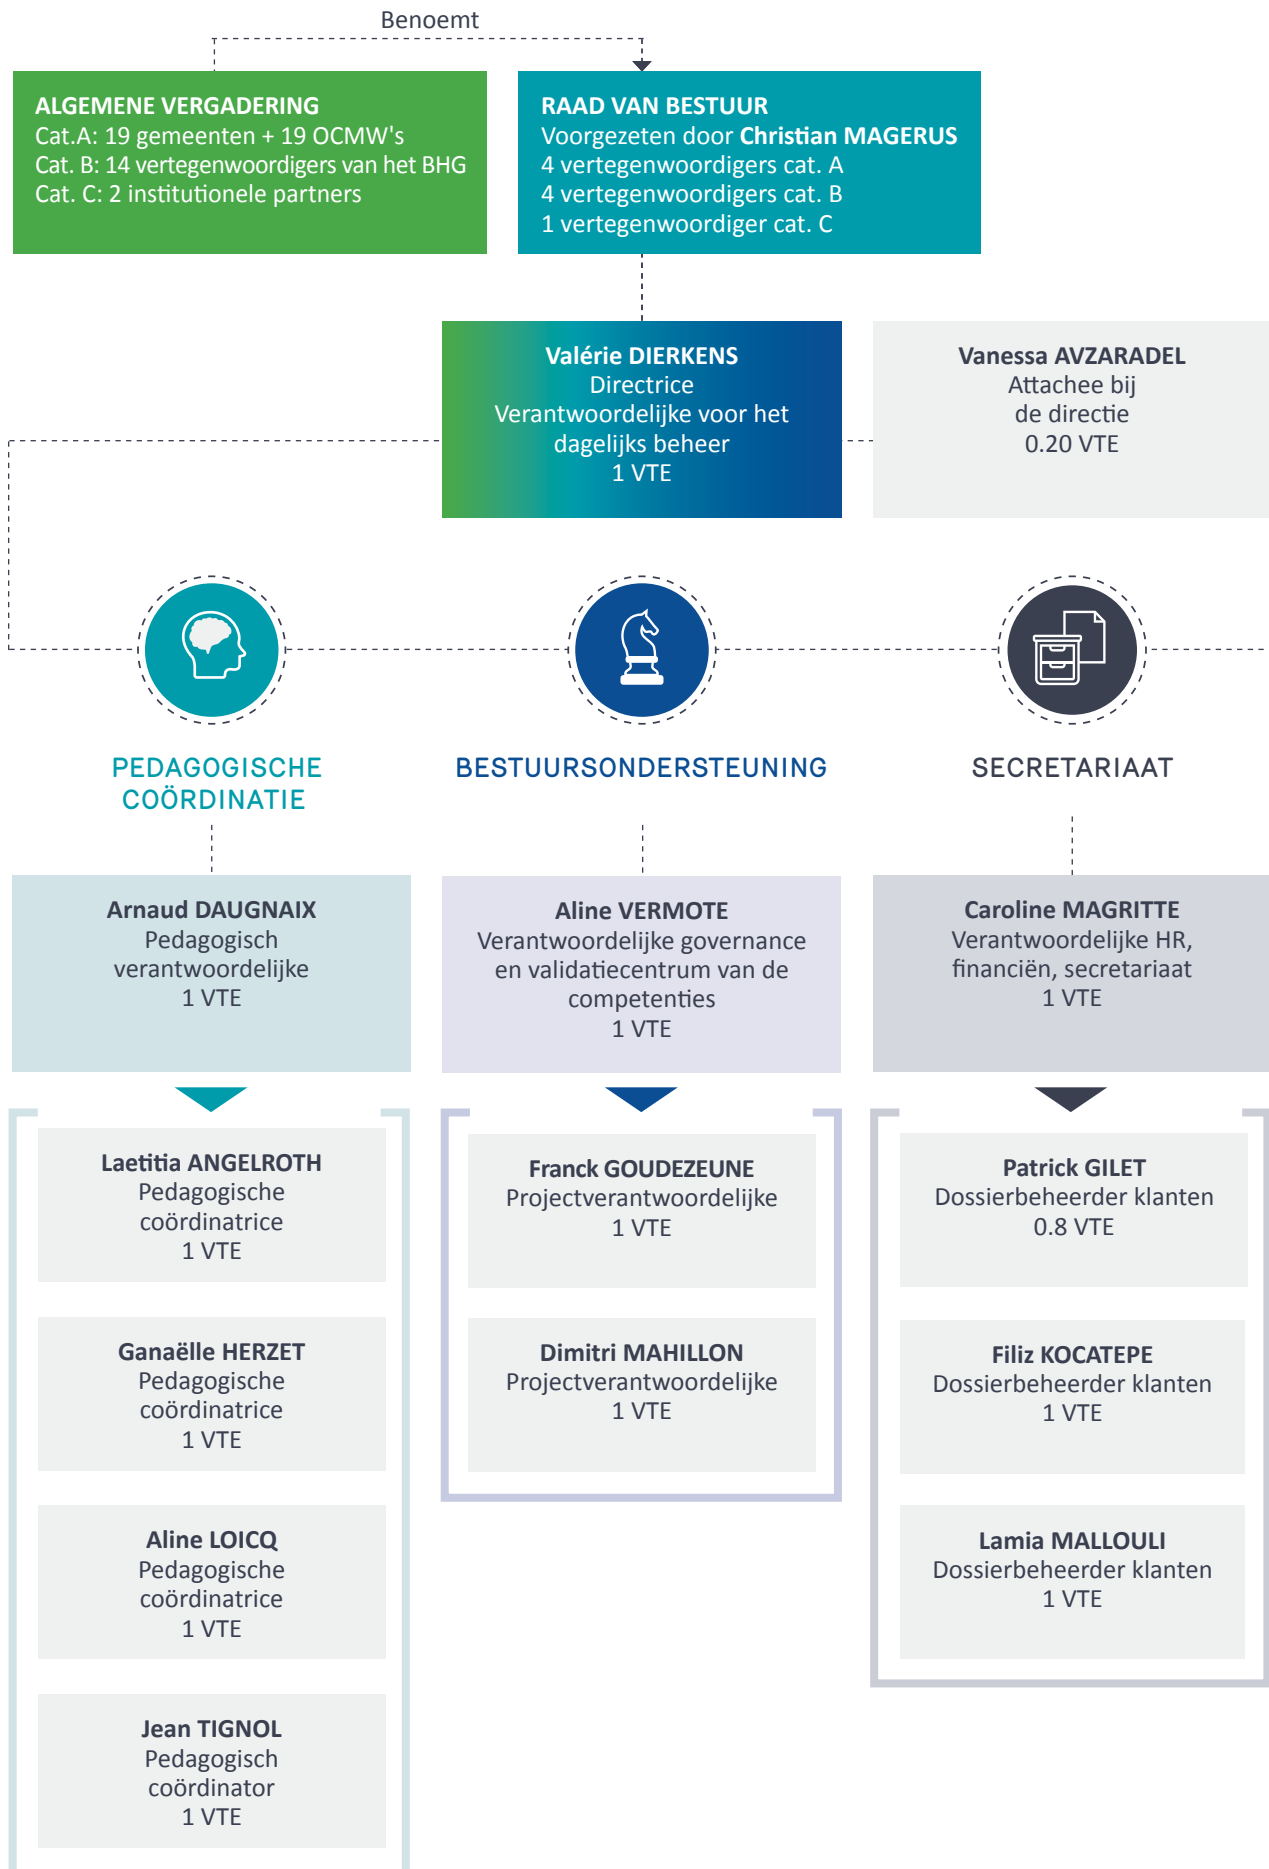 Benoemt
ALGEMENE VERGADERING
Cat.A: 19 gemeenten + 19 OCMW's
Cat. B: 14 vertegenwoordigers van het BHG
Cat. C: 2 institutionele partners
RAAD VAN BESTUUR
Voorgezeten door Christian MAGERUS
4 vertegenwoordigers cat. A
4 vertegenwoordigers cat. B
1 vertegenwoordiger cat. C
Valérie DIERKENS
Directrice
Verantwoordelijke voor het
dagelijks beheer
1 VTE
Vanessa AVZARADEL
Attachee bij
de directie
0.20 VTE
PEDAGOGISCHE
COÖRDINATIE
BESTUURSONDERSTEUNING
SECRETARIAAT
Arnaud DAUGNAIX
Pedagogisch
verantwoordelijke
1 VTE
Aline VERMOTE
Verantwoordelijke governance
en validatiecentrum van de
competenties
1 VTE
Caroline MAGRITTE
Verantwoordelijke HR,
financiën, secretariaat
1 VTE
Laetitia ANGELROTH
Pedagogische
coördinatrice
1 VTE
Ganaëlle HERZET
Pedagogische
coördinatrice
1 VTE
Aline LOICQ
Pedagogische
coördinatrice
1 VTE
Jean TIGNOL
Pedagogisch
coördinator
1 VTE
Franck GOUDEZEUNE
Projectverantwoordelijke
1 VTE
Dimitri MAHILLON
Projectverantwoordelijke
1 VTE
Patrick GILET
Dossierbeheerder klanten
0.8 VTE
Filiz KOCATEPE
Dossierbeheerder klanten
1 VTE
Lamia MALLOULI
Dossierbeheerder klanten
1 VTE